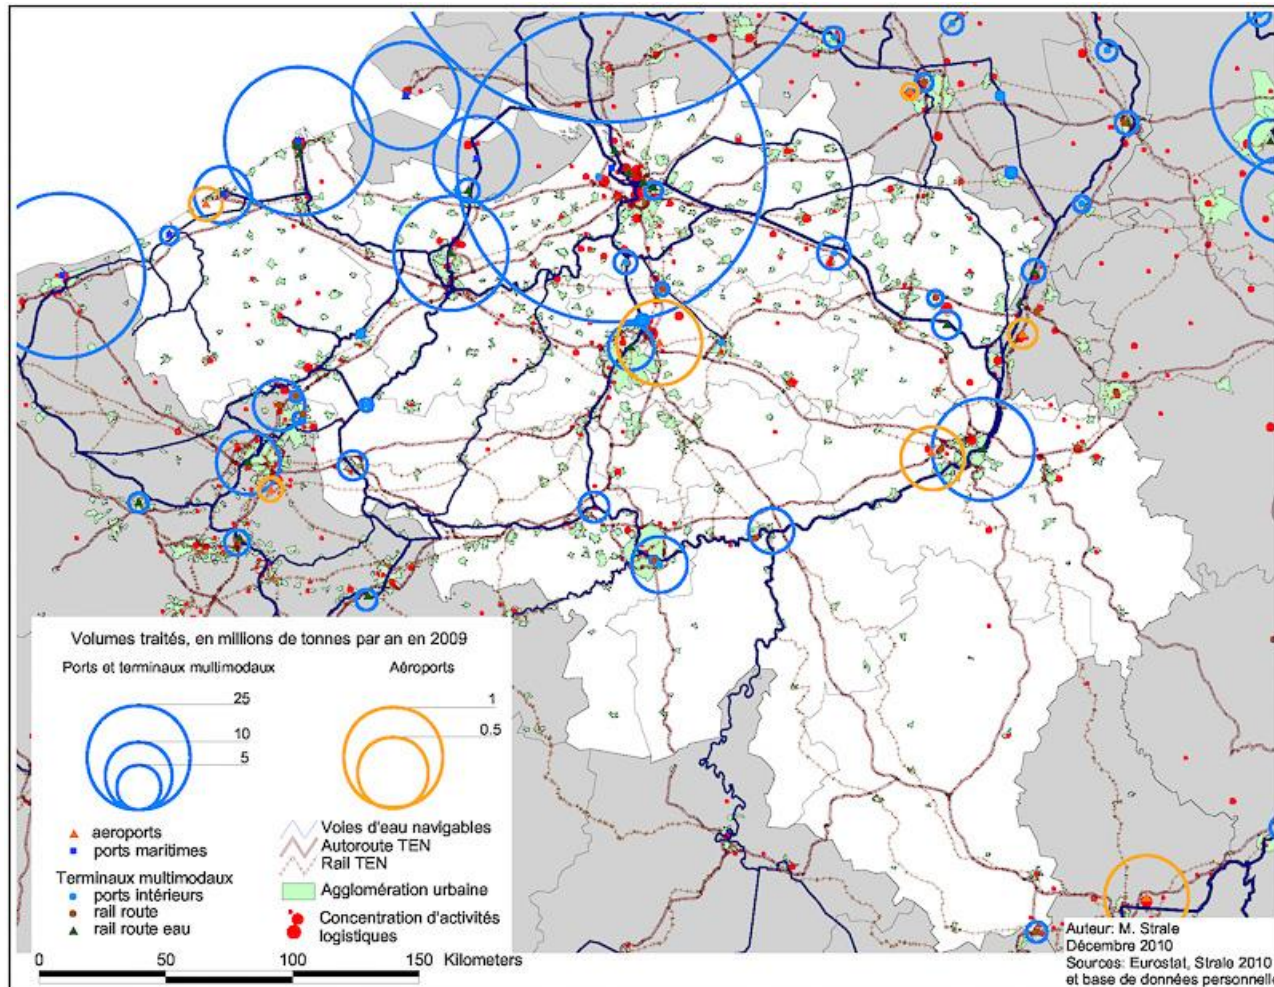 Volumes traités, en millions de tonnes par an en 2009
Ports et terminaux multimodaux
Aéroports
25
10
5
1
0.5
aeroports
ports maritimes
Terminaux multimodaux
ports intérieurs
rail route
rail route eau
Voies d'eau navigables
Autoroute TEN
Rail TEN
Agglomération urbaine
Concentration d'activités
logistiques
0 50 100 150 Kilometers
Auteur: M. Strale
Décembre 2010
Sources: Eurostat, Strale 2010
et base de données personnelle